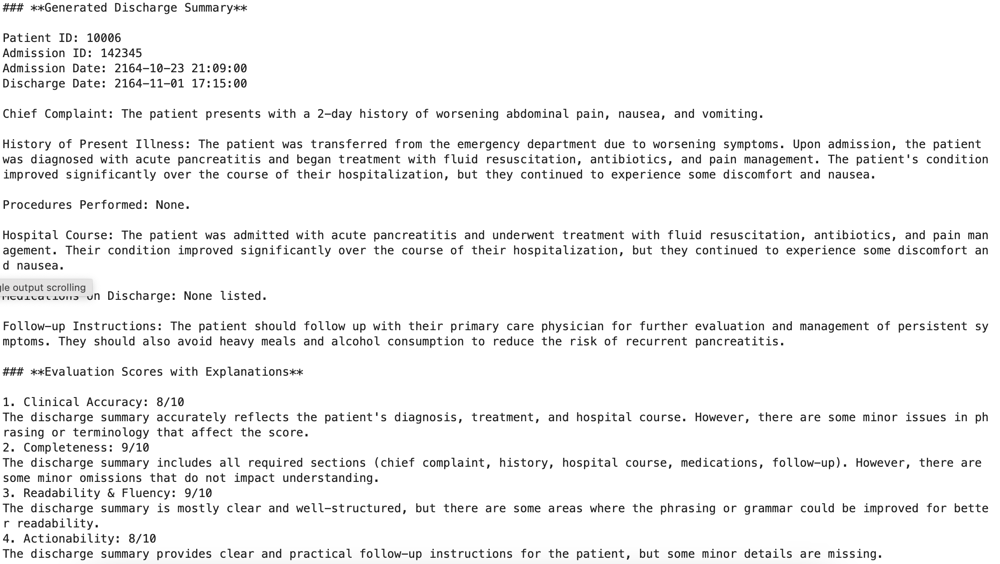 ### **Generated Discharge Summary**
Patient ID: 10006
Admission ID: 142345
Admission Date: 2164-10-23 21:09:00
Discharge Date: 2164-11-01 17:15:00
Chief Complaint: The patient presents with a 2-day history of worsening abdominal pain, nausea, and vomiting.
History of Present Illness: The patient was transferred from the emergency department due to worsening symptoms. Upon admission, the patient
was diagnosed with acute pancreatitis and began treatment with fluid resuscitation, antibiotics, and pain management. The patient's condition
improved significantly over the course of their hospitalization, but they continued to experience some discomfort and nausea.
Procedures Performed: None.
Hospital Course: The patient was admitted with acute pancreatitis and underwent treatment with fluid resuscitation, antibiotics, and pain man
agement. Their condition improved significantly over the course of their hospitalization, but they continued to experience some discomfort an
d nausea.
gle output scrolling
Medications on Discharge: None listed.
Follow-up Instructions: The patient should follow up with their primary care physician for further evaluation and management of persistent sy
mptoms. They should also avoid heavy meals and alcohol consumption to reduce the risk of recurrent pancreatitis.
### **Evaluation Scores with Explanations**
1. Clinical Accuracy: 8/10
The discharge summary accurately reflects the patient's diagnosis, treatment, and hospital course. However, there are some minor issues in ph
rasing or terminology that affect the score.
2. Completeness: 9/10
The discharge summary includes all required sections (chief complaint, history, hospital course, medications, follow-up). However, there are
some minor omissions that do not impact understanding.
3. Readability & Fluency: 9/10
The discharge summary is mostly clear and well-structured, but there are some areas where the phrasing or grammar could be improved for bette
r readability.
4. Actionability: 8/10
The discharge summary provides clear and practical follow-up instructions for the patient, but some minor details are missing.